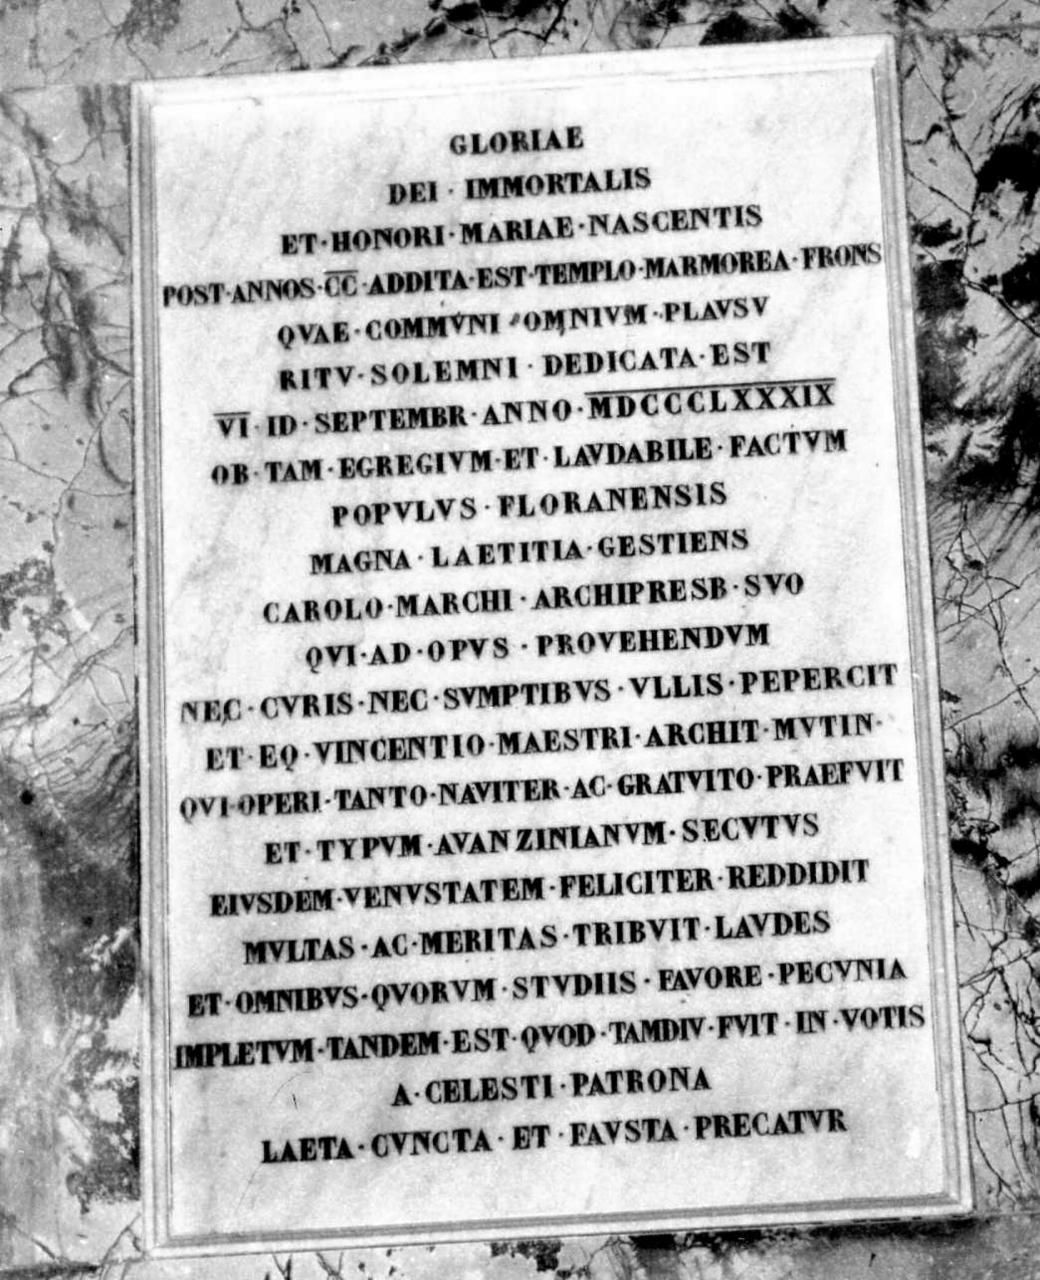 GLORIAE
DEI · IMMORTALIS
ET · HONORI · MARIAE · NASCENTIS
POST · ANNOS · C̅C̅ · ADDITA · EST · TEMPLO · MARMOREA · FRONS
QVAE · COMMVNI · OMNIVM · PLAVSV
RITV · SOLEMNI · DEDICATA · EST
V̅I̅ · ID · SEPTEMBR · ANNO · M̅D̅C̅C̅C̅L̅X̅X̅X̅I̅X̅
OB · TAM · EGREGIVM · ET · LAVDABILE · FACTVM
POPVLVS · FLORANENSIS
MAGNA · LAETITIA · GESTIENS
CAROLO · MARCHI · ARCHIPRESB · SVO
QVI · AD · OPVS · PROVEHENDVM
NEC · CVRIS · NEC · SVMPTIBVS · VLLIS · PEPERCIT
ET · EQ · VINCENTIO · MAESTRI · ARCHIT · MVTIN ·
QVI · OPERI · TANTO · NAVITER · AC · GRATVITO · PRAEFVIT
ET · TYPVM · AVANZINIANVM · SECVTVS
EIVSDEM · VENVSTATEM · FELICITER · REDDIDIT
MVLTAS · AC · MERITAS · TRIBVIT · LAVDES
ET · OMNIBVS · QVORVM · STVDIIS · FAVORE · PECVNIA
IMPLETVM · TANDEM · EST · QVOD · TAMDIV · FVIT · IN · VOTIS
A · CELESTI · PATRONA
LAETA · CVNCTA · ET · FAVSTA · PRECATVR